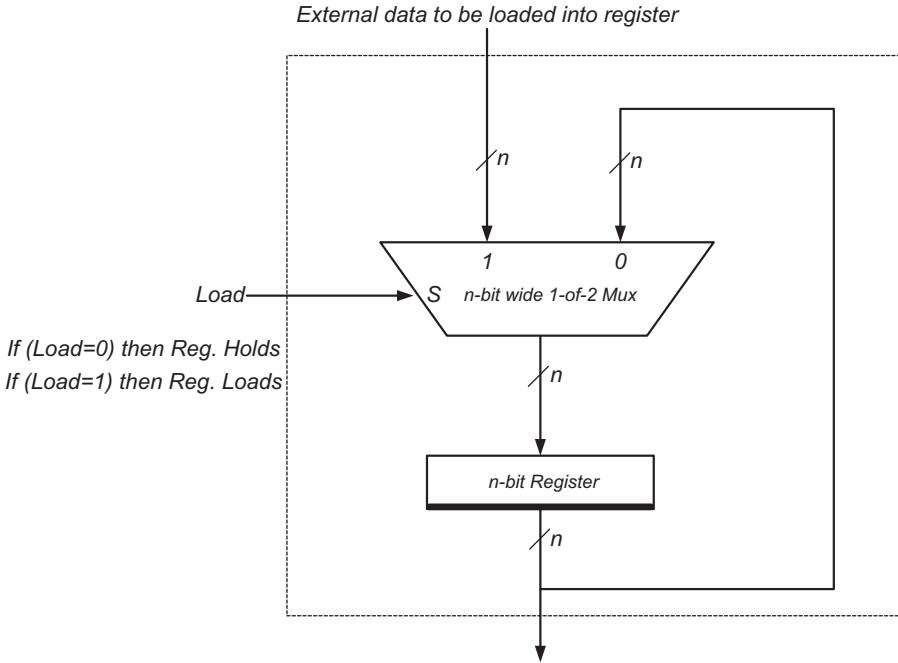 External data to be loaded into register
n
n
1
0
Load
S
n-bit wide 1-of-2 Mux
If (Load=0) then Reg. Holds
If (Load=1) then Reg. Loads
n
n-bit Register
n